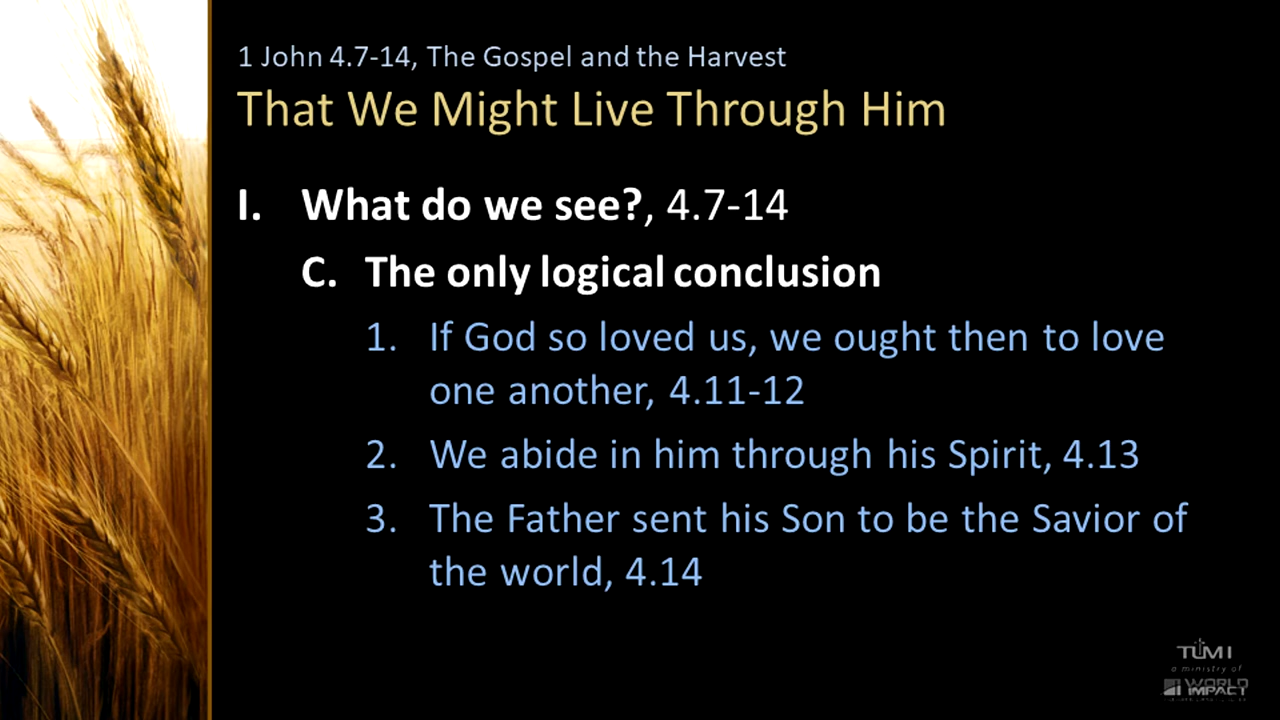 1 John 4.7-14, The Gospel and the Harvest
That We Might Live Through Him
I. What do we see?, 4.7-14
C. The only logical conclusion
1. If God so loved us, we ought then to love
one another, 4.11-12
2. We abide in him through his Spirit, 4.13
3. The Father sent his Son to be the Savior of
the world, 4.14
TUMI
a ministry of
WORLD
IMPACT